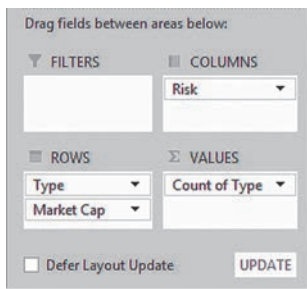 Drag fields between areas below:
FILTERS
COLUMNS
Risk
ROWS
VALUES
Type
Count of Type
Market Cap
Defer Layout Update
UPDATE